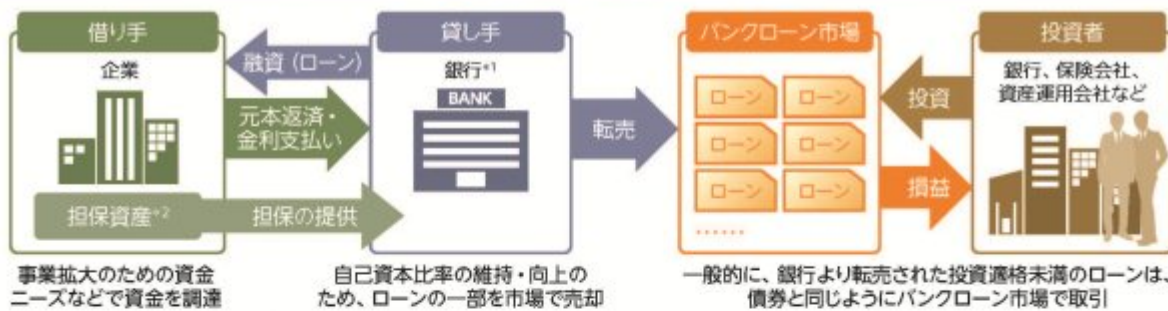 借り手
企業
担保資産*2
事業拡大のための資金
ニーズなどで資金を調達
融資（ローン）
元本返済・
金利支払い
担保の提供
貸し手
銀行*1
BANK
自己資本比率の維持・向上の
ため、ローンの一部を市場で売却
転売
バンクローン市場
ローン ローン
ローン ローン
ローン ローン
……
投資
損益
投資者
銀行、保険会社、
資産運用会社など
一般的に、銀行より転売された投資適格未満のローンは、
債券と同じようにバンクローン市場で取引